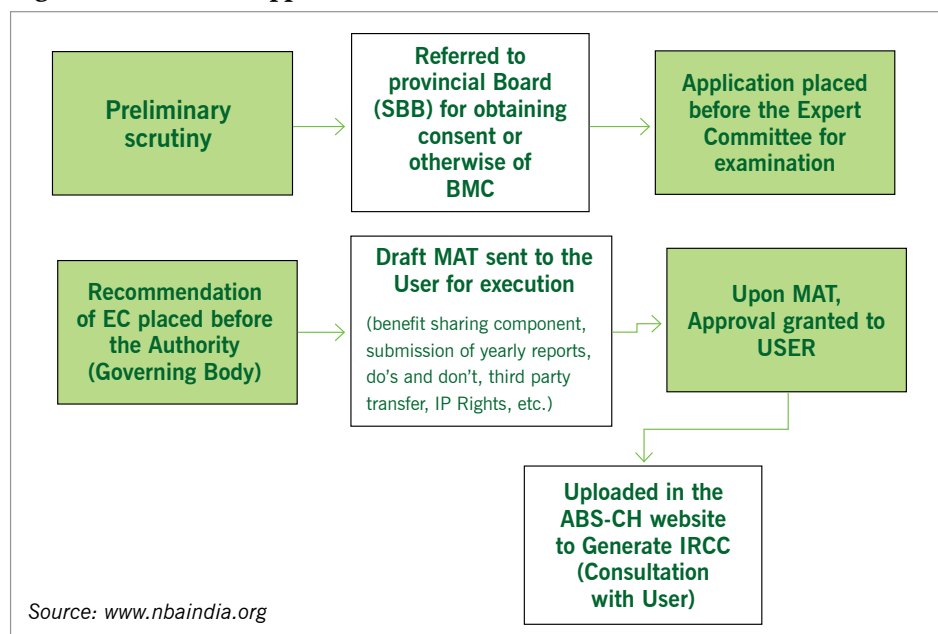 Preliminary
scrutiny
Referred to
provincial Board
(SBB) for obtaining
consent or
otherwise of
BMC
Application placed
before the Expert
Committee for
examination
Recommendation
of EC placed before
the Authority
(Governing Body)
Draft MAT sent to the
User for execution
(benefit sharing component,
submission of yearly reports,
do's and don't, third party
transfer, IP Rights, etc.)
Upon MAT,
Approval granted to
USER
Uploaded in the
ABS-CH website
to Generate IRCC
(Consultation
with User)
Source: www.nbaindia.org